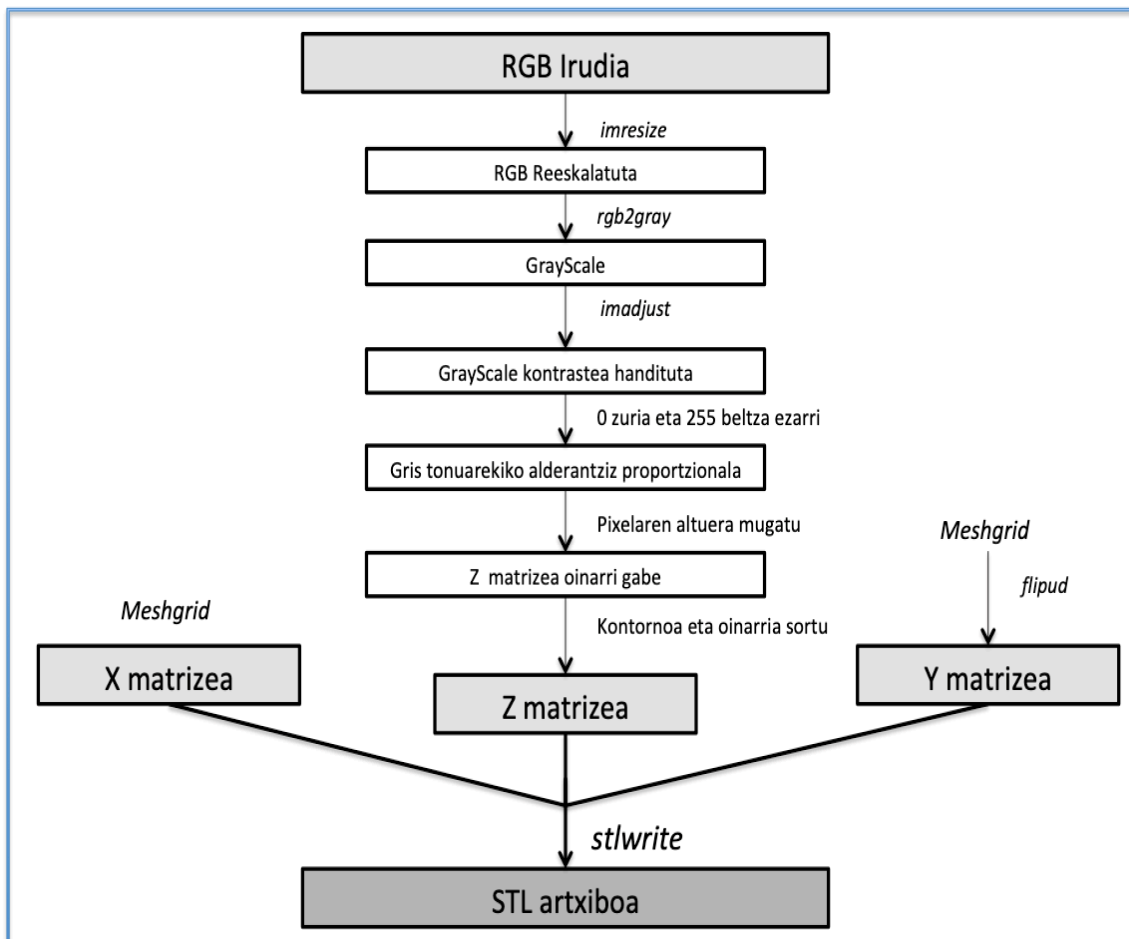 RGB Irudia
imresize
RGB Reeskalatuta
rgb2gray
GrayScale
imadjust
GrayScale kontrastea handituta
0 zuria eta 255 beltza ezarri
Gris tonuarekiko alderantziz proportzionala
Pixelaren altuera mugatu
Z matrizea oinarri gabe
Kontornoa eta oinarria sortu
Meshgrid
X matrizea
Z matrizea
Meshgrid
flipud
Y matrizea
stlwrite
STL artxiboa